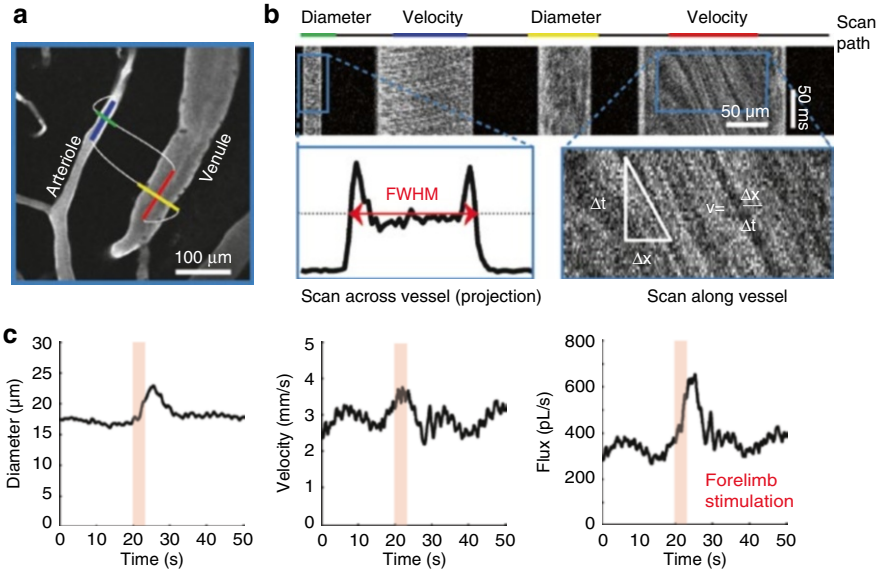 a
Arteriole
Venule
100 μm
b
Diameter
Velocity
Diameter
Velocity
Scan path
50 μm
50 ms
FWHM
Δt
Δx
v= Δx
Δt
Scan across vessel (projection)
Scan along vessel
c
Diameter (μm)
30
25
20
15
10
5
0
0 10 20 30 40 50
Time (s)
Velocity (mm/s)
5
4
3
2
1
0
0 10 20 30 40 50
Time (s)
Flux (pL/s)
800
600
400
200
0
0 10 20 30 40 50
Time (s)
Forelimb
stimulation